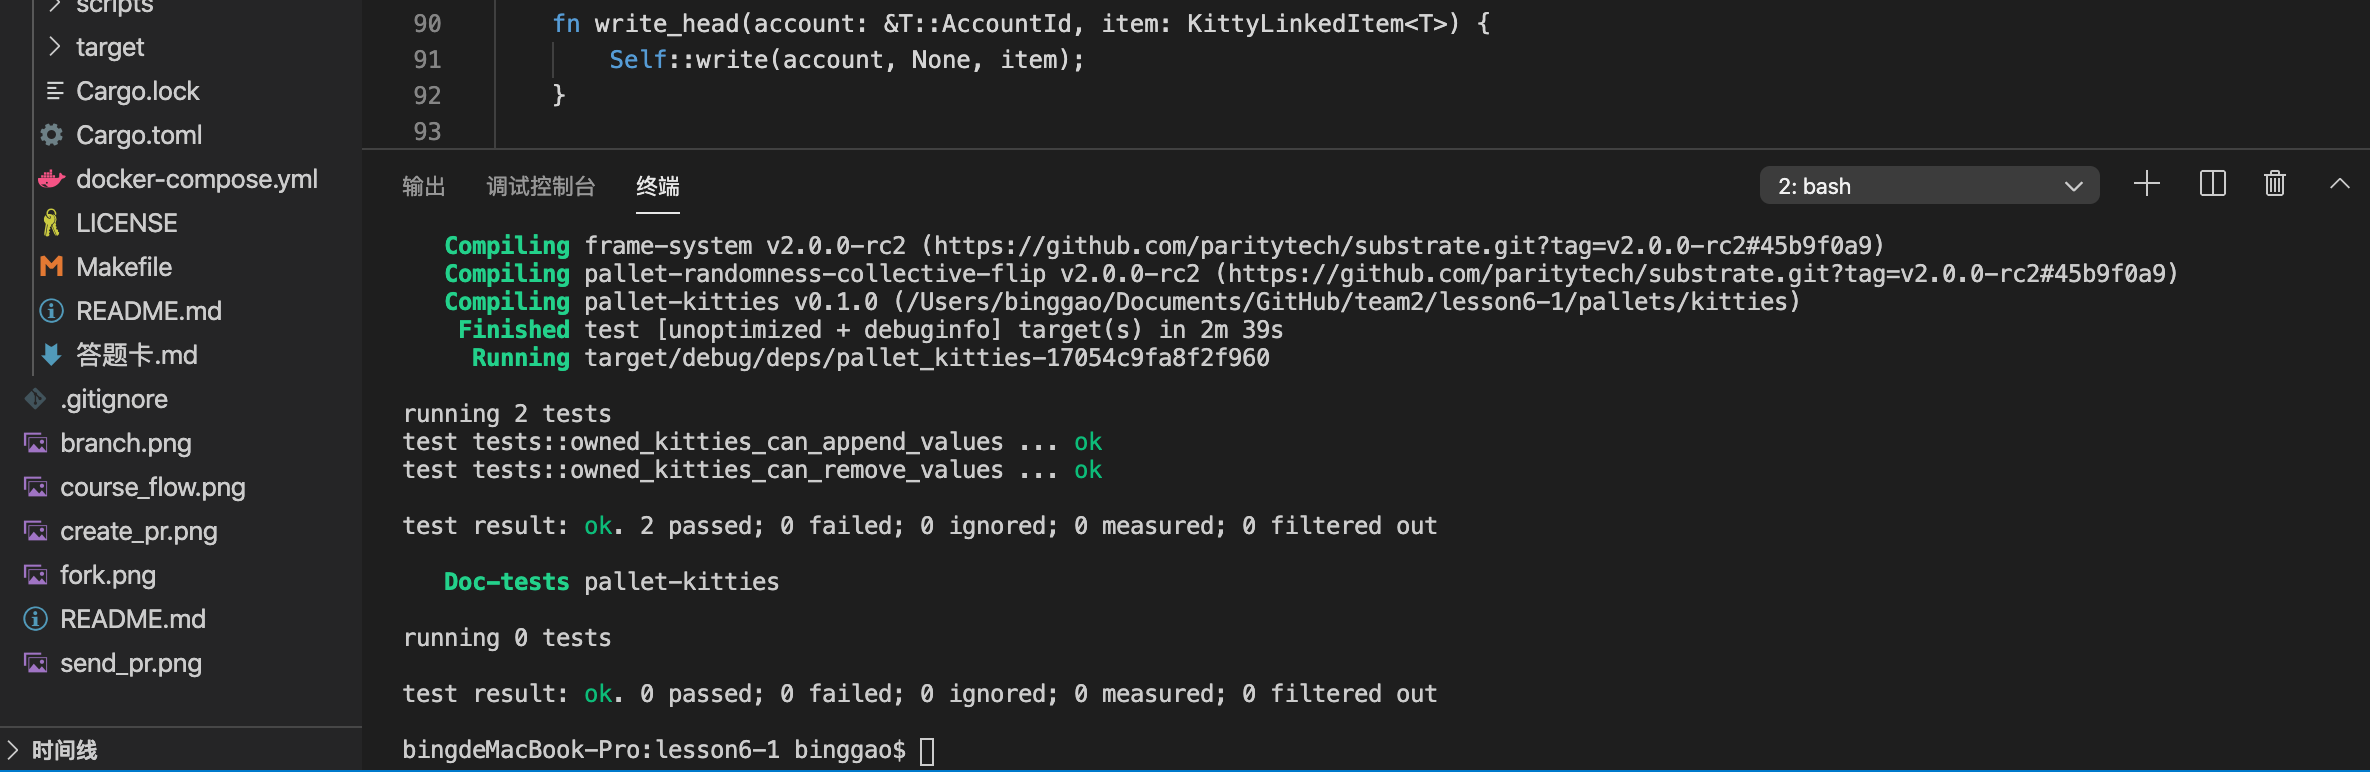 scripts
target
Cargo.lock
Cargo.toml
docker-compose.yml
LICENSE
Makefile
README.md
答题卡.md
.gitignore
branch.png
course_flow.png
create_pr.png
fork.png
README.md
send_pr.png
时间线
90 fn write_head(account: &T::AccountId, item: KittyLinkedItem<T>) {
91 Self::write(account, None, item);
92 }
93
输出 调试控制台 终端 2: bash
Compiling frame-system v2.0.0-rc2 (https://github.com/paritytech/substrate.git?tag=v2.0.0-rc2#45b9f0a9)
Compiling pallet-randomness-collective-flip v2.0.0-rc2 (https://github.com/paritytech/substrate.git?tag=v2.0.0-rc2#45b9f0a9)
Compiling pallet-kitties v0.1.0 (/Users/binggao/Documents/GitHub/team2/lesson6-1/pallets/kitties)
Finished test [unoptimized + debuginfo] target(s) in 2m 39s
Running target/debug/deps/pallet_kitties-17054c9fa8f2f960
running 2 tests
test tests::owned_kitties_can_append_values ... ok
test tests::owned_kitties_can_remove_values ... ok
test result: ok. 2 passed; 0 failed; 0 ignored; 0 measured; 0 filtered out
Doc-tests pallet-kitties
running 0 tests
test result: ok. 0 passed; 0 failed; 0 ignored; 0 measured; 0 filtered out
bingdeMacBook-Pro:lesson6-1 binggao$